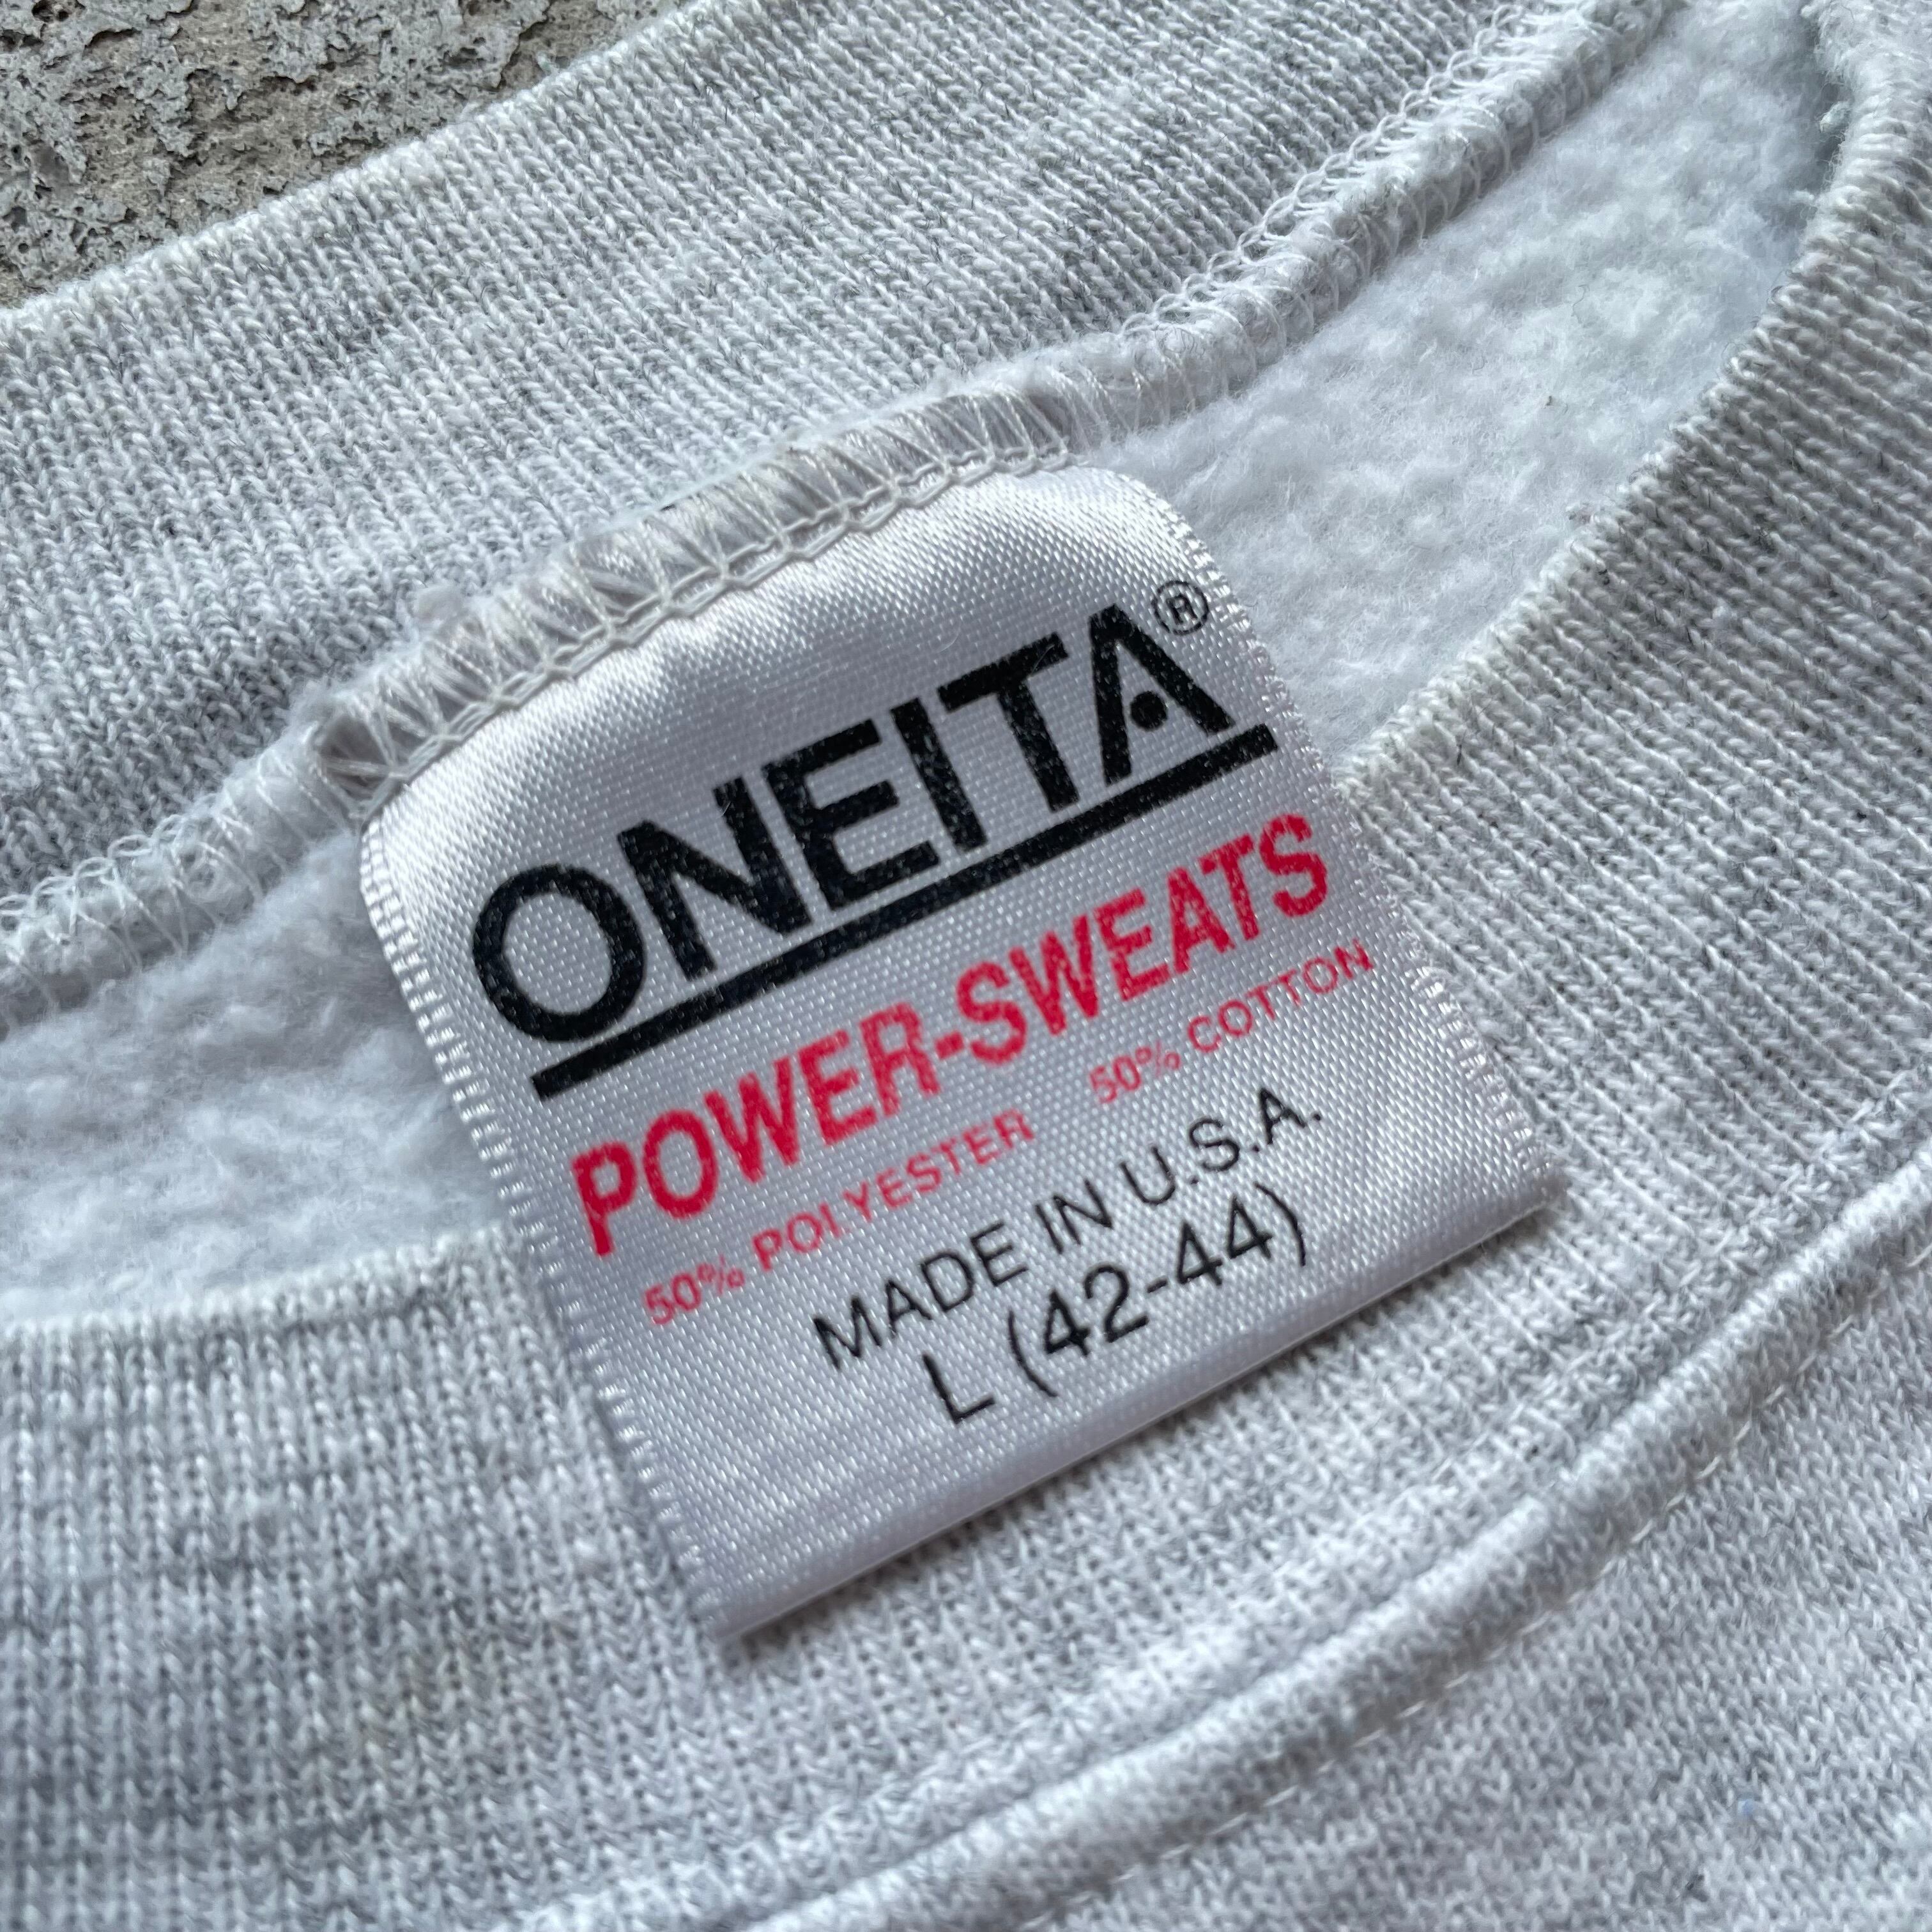 ONEITA®
POWER-SWEATS
50% POLYESTER 50% COTTON
MADE IN U.S.A.
L (42-44)